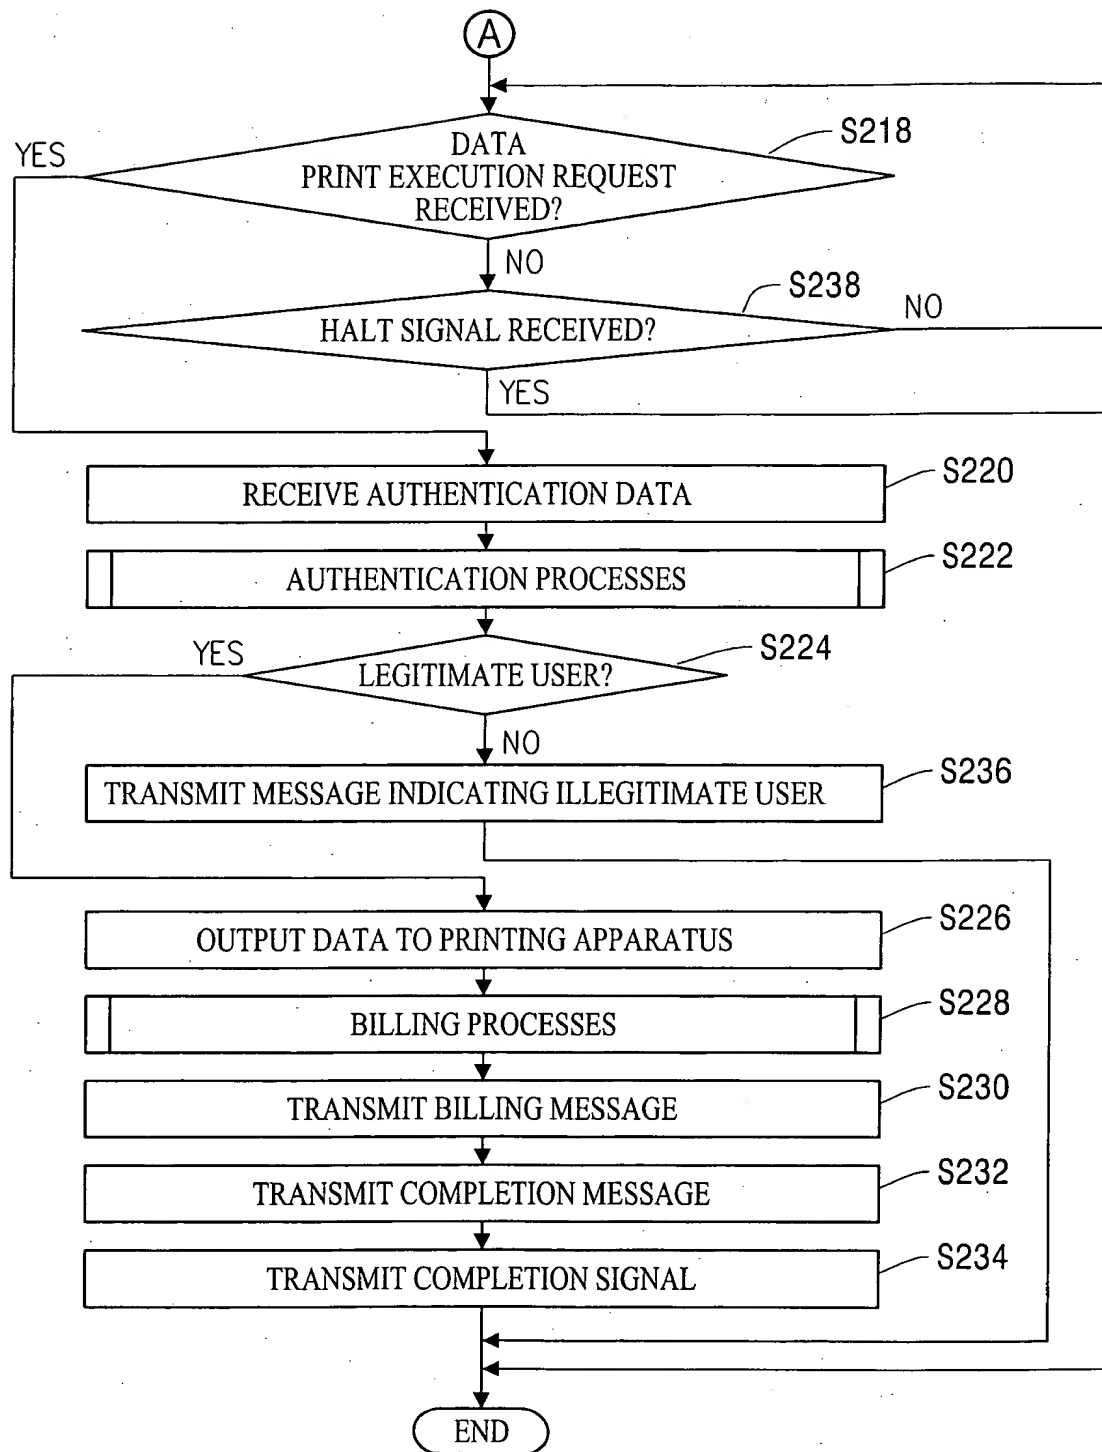 A
S218
YES
DATA
PRINT EXECUTION REQUEST
RECEIVED?
NO
S238
NO
HALT SIGNAL RECEIVED?
YES
S220
RECEIVE AUTHENTICATION DATA
S222
AUTHENTICATION PROCESSES
S224
YES
LEGITIMATE USER?
NO
S236
TRANSMIT MESSAGE INDICATING ILLEGITIMATE USER
S226
OUTPUT DATA TO PRINTING APPARATUS
S228
BILLING PROCESSES
S230
TRANSMIT BILLING MESSAGE
S232
TRANSMIT COMPLETION MESSAGE
S234
TRANSMIT COMPLETION SIGNAL
END